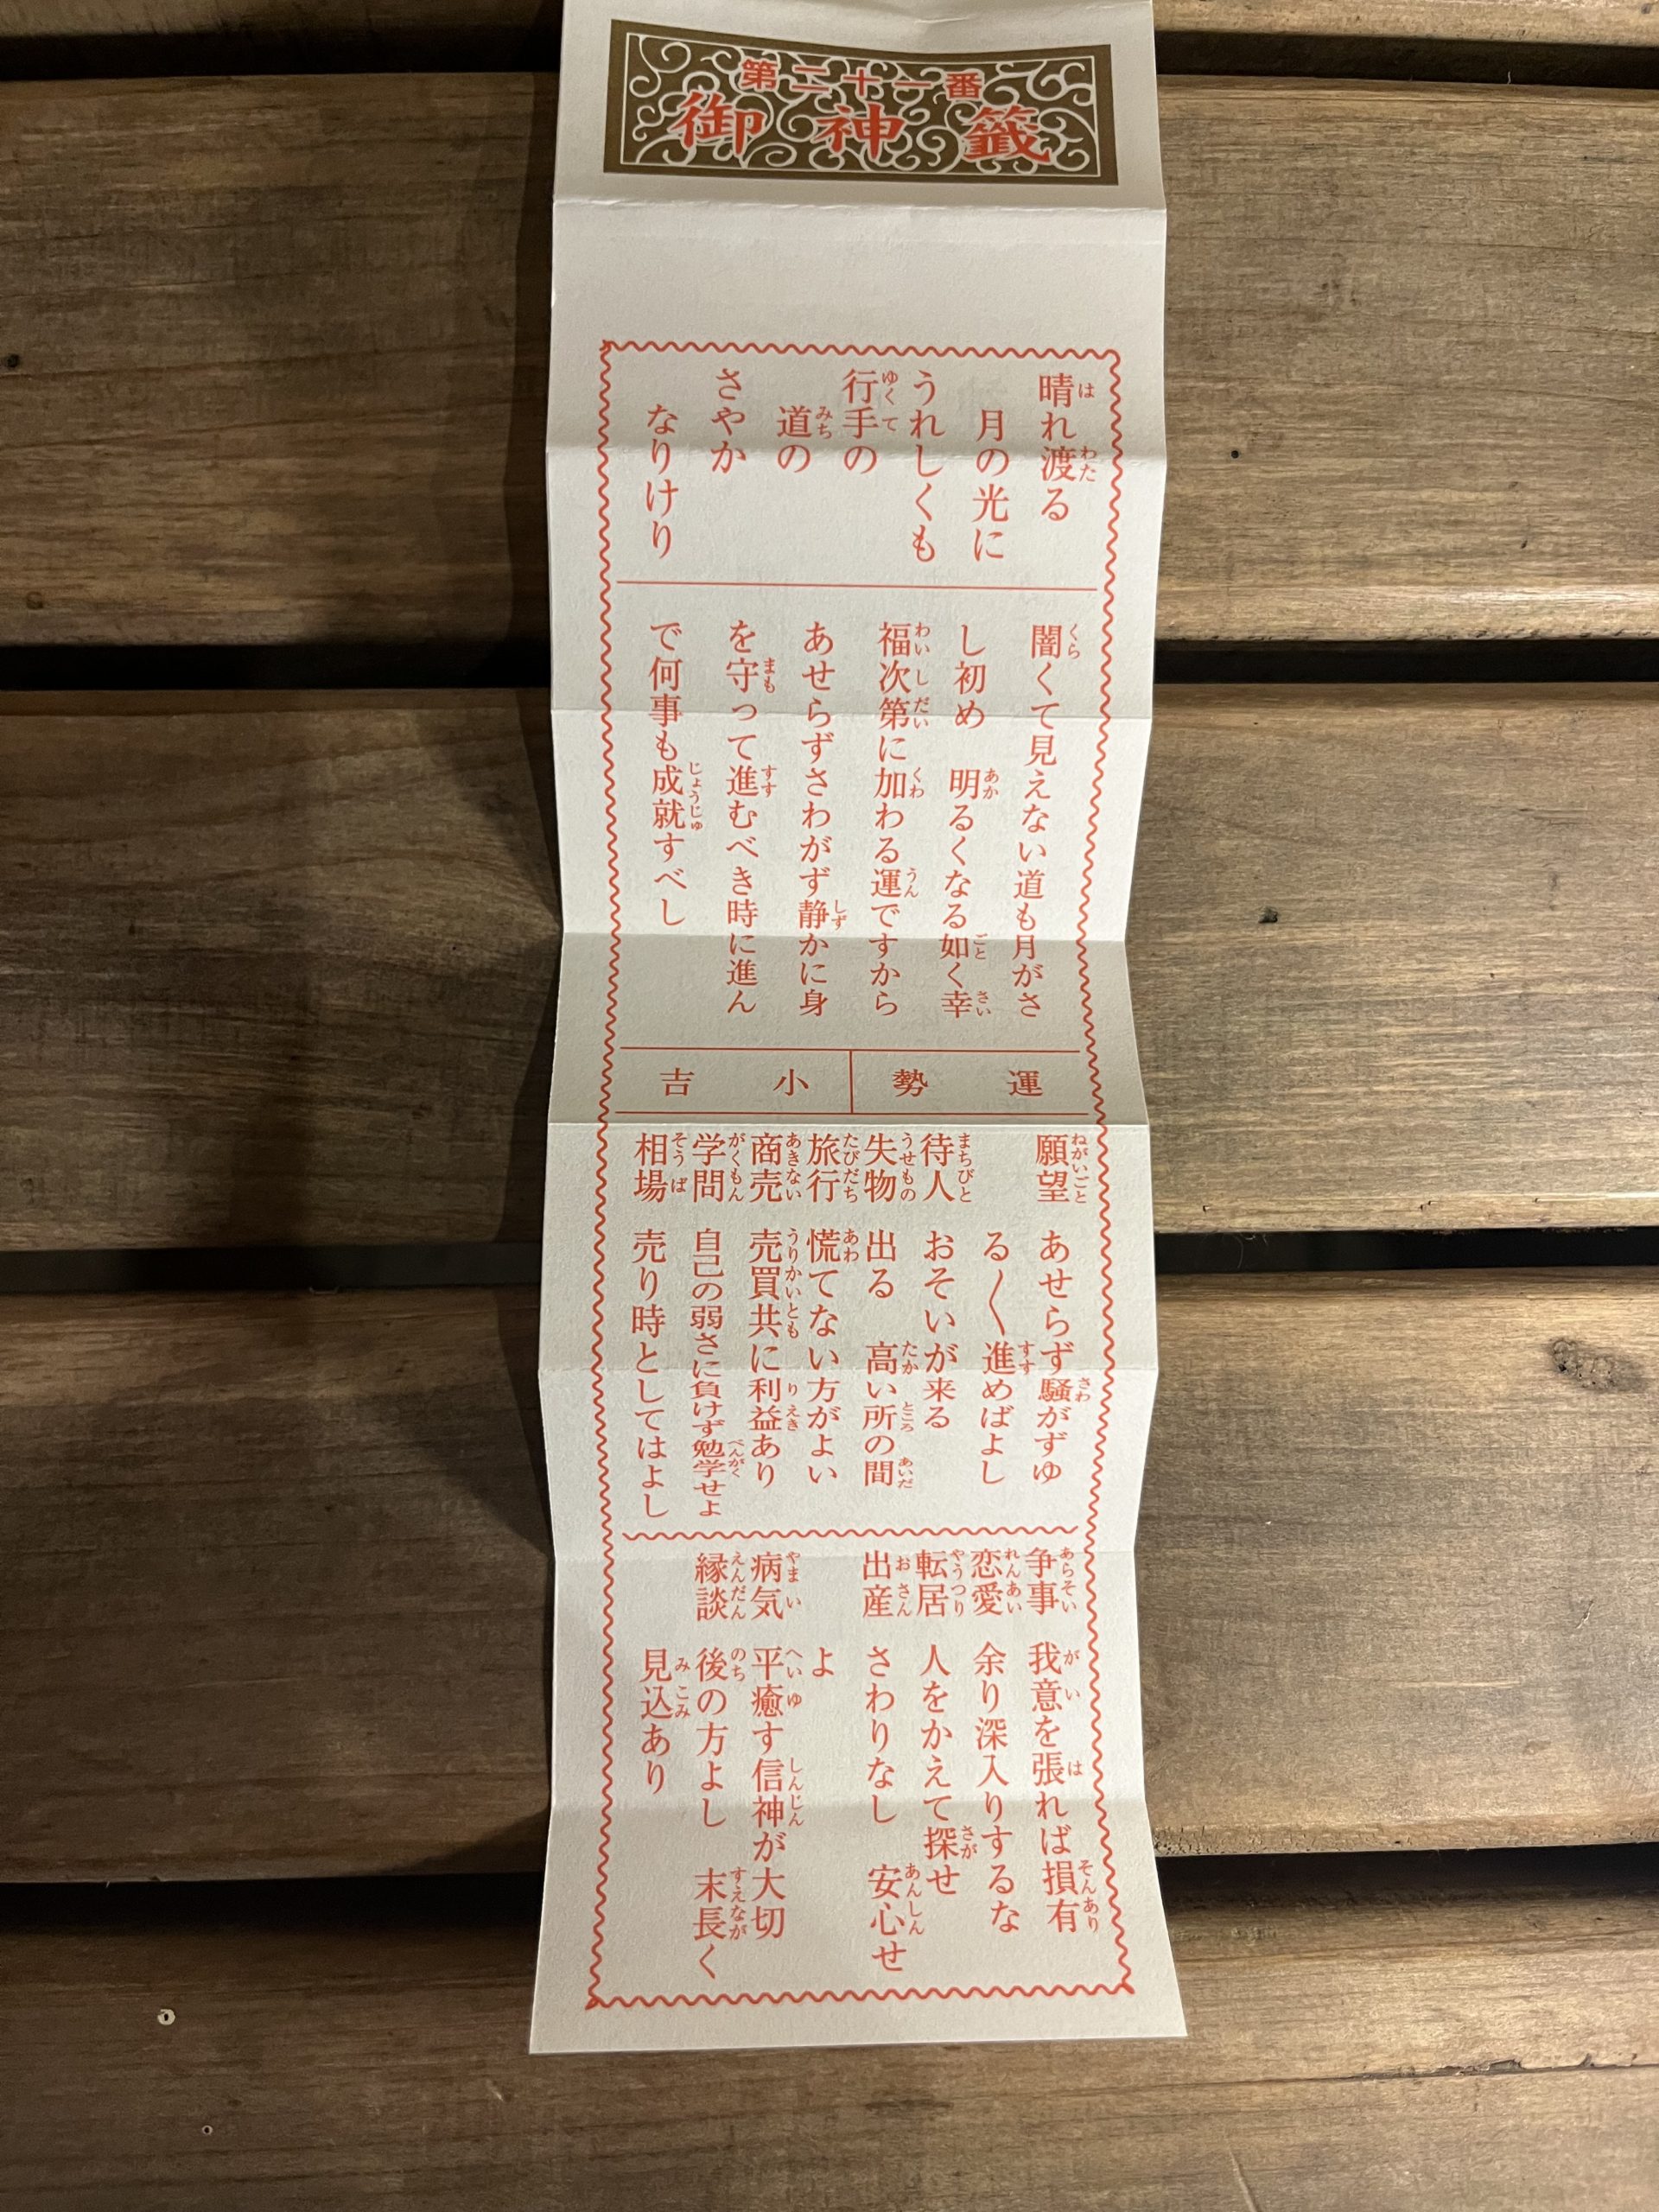 第二十一番
御神籤
晴れ渡る
月の光に
うれしくも
行手の
道の
さやか
なりけり
闇くて見えない道も月がさ
し初め　明るくなる如く幸
福次第に加わる運ですから
あせらずさわがず静かに身
を守って進むべき時に進ん
で何事も成就すべし
運勢　小吉
願望　あせらず騒がずゆ
る〱進めばよし
待人　おそいが来る
失物　出る　高い所の間
旅行　慌てない方がよい
商売　売買共に利益あり
学問　自己の弱さに負けず勉学せよ
相場　売り時としてはよし
争事　我意を張れば損有
恋愛　余り深入りするな
転居　人をかえて探せ
出産　さわりなし　安心せ
よ
病気　平癒す信神が大切
縁談　後の方よし　末長く
見込あり